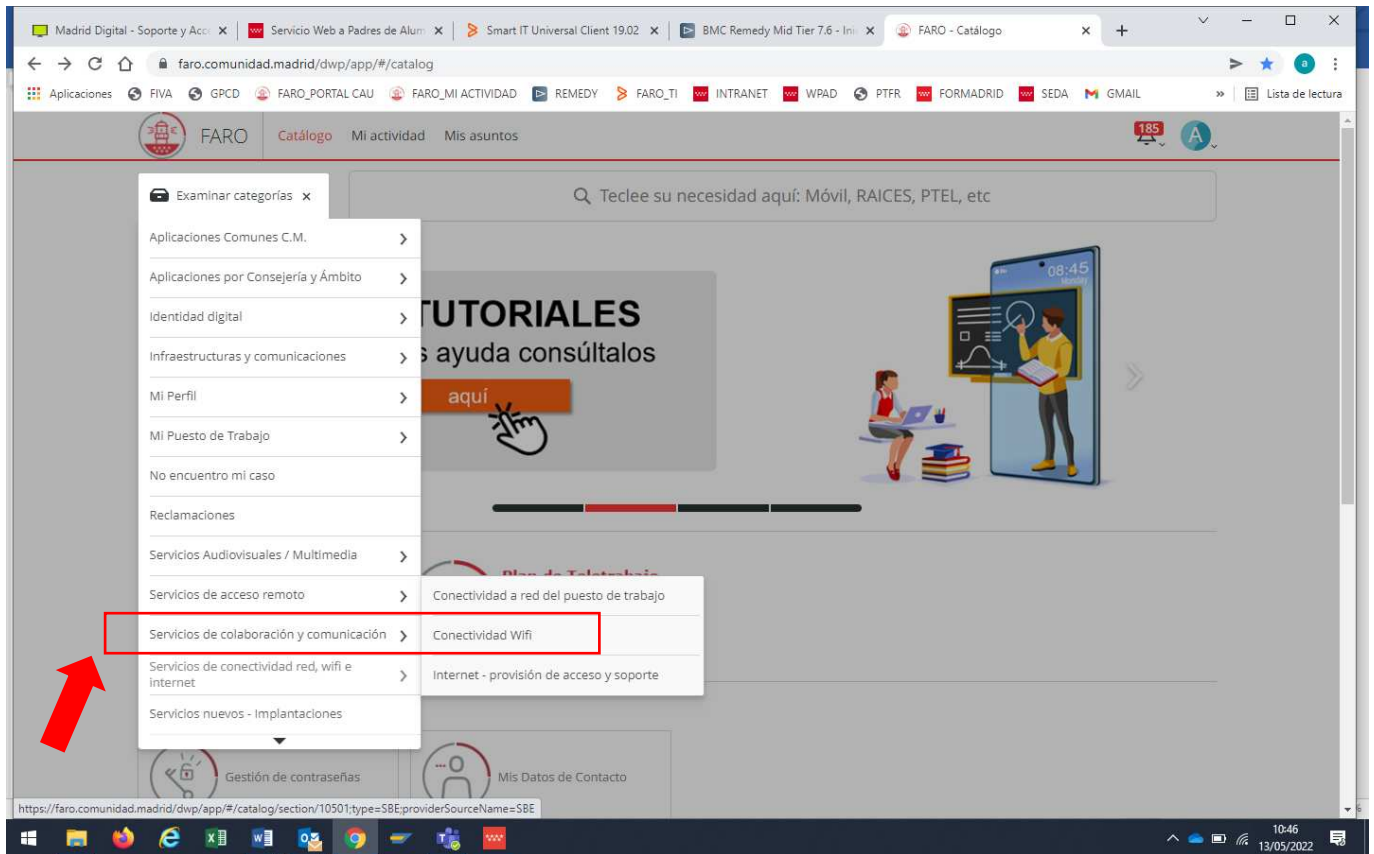 Madrid Digital - Soporte y Acc
Servicio Web a Padres de Alum
Smart IT Universal Client 19.02
BMC Remedy Mid Tier 7.6 - Ini
FARO - Catálogo
faro.comunidad.madrid/dwp/app/#/catalog
a
Aplicaciones
FIVA
GPCD
FARO_PORTAL CAU
FARO_MI ACTIVIDAD
REMEDY
FARO_TI
INTRANET
WPAD
PTFR
FORMADRID
SEDA
GMAIL
»
Lista de lectura
FARO
Catálogo
Mi actividad
Mis asuntos
185
A
Examinar categorías x
Teclee su necesidad aquí: Móvil, RAICES, PTEL, etc
Aplicaciones Comunes C.M.
Aplicaciones por Consejería y Ámbito
Identidad digital
Infraestructuras y comunicaciones
Mi Perfil
Mi Puesto de Trabajo
No encuentro mi caso
Reclamaciones
Servicios Audiovisuales / Multimedia
Servicios de acceso remoto
Servicios de colaboración y comunicación
Servicios de conectividad red, wifi e
internet
Servicios nuevos - Implantaciones
TUTORIALES
s ayuda consúltalos
aquí
08:45
Monday
Plan de Teletrabajo
Conectividad a red del puesto de trabajo
Conectividad Wifi
Internet - provisión de acceso y soporte
Gestión de contraseñas
Mis Datos de Contacto
https://faro.comunidad.madrid/dwp/app/#/catalog/section/10501;type=SBE;providerSourceName=SBE
10:46
13/05/2022